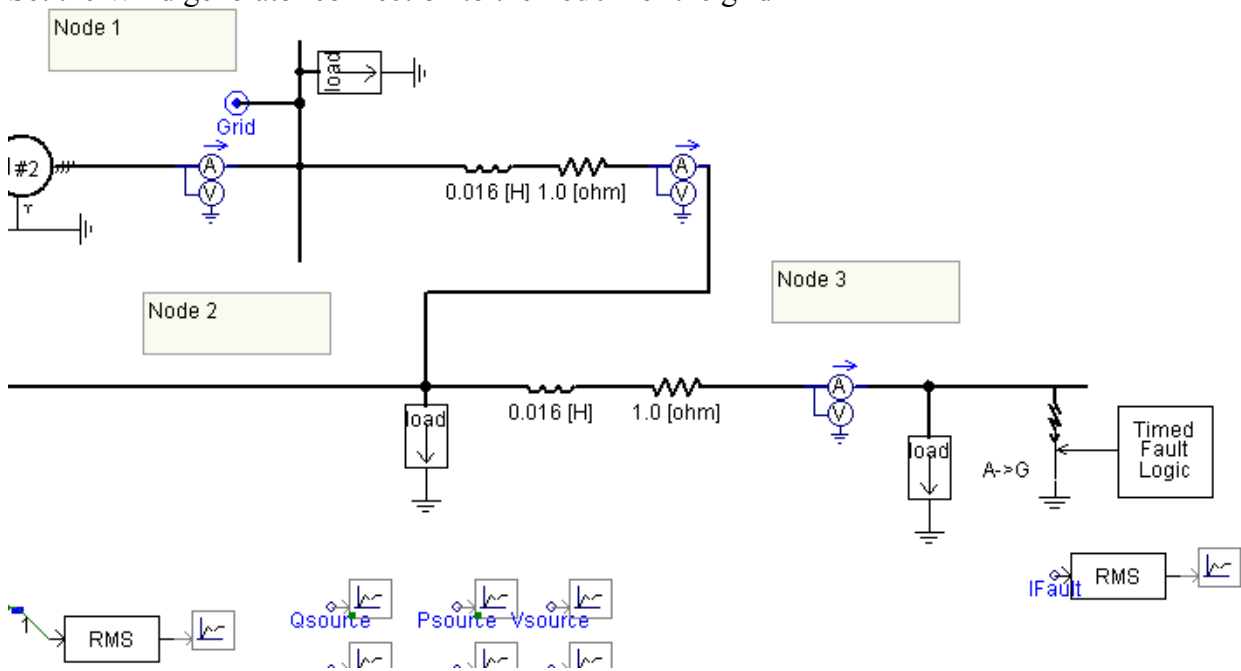 Node 1
load
Grid
#2
A
V
A
V
Y
0.016 [H] 1.0 [ohm]
Node 3
Node 2
A
V
load
0.016 [H]
1.0 [ohm]
load
A->G
Timed
Fault
Logic
IFault
RMS
RMS
Qsource
Psource
Vsource